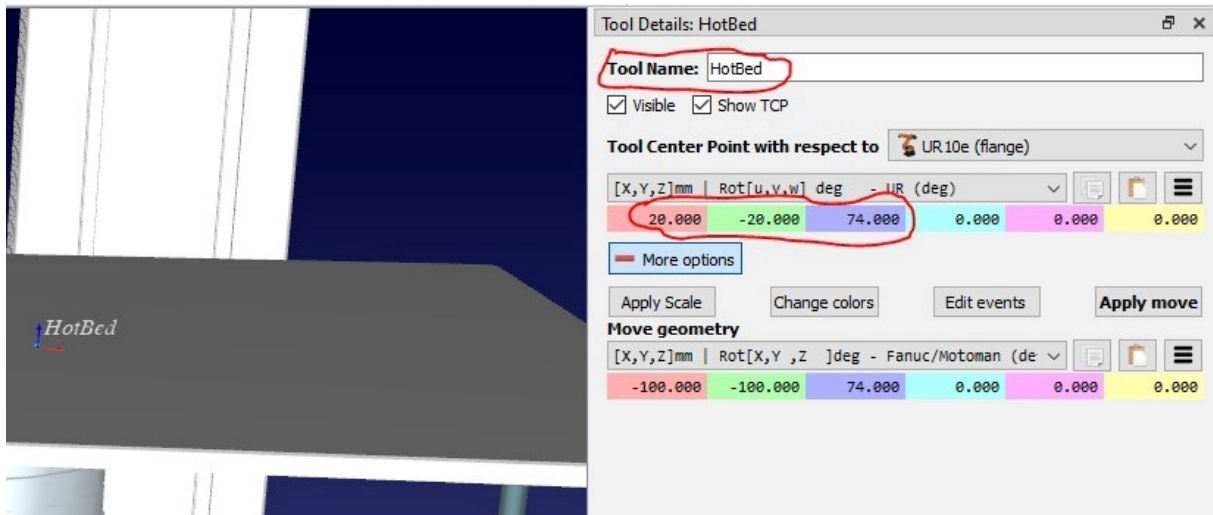 Tool Details: HotBed
Tool Name: HotBed
Visible Show TCP
Tool Center Point with respect to UR10e (flange)
[X,Y,Z]mm | Rot[u,v,w] deg - UR (deg)
20.000 -20.000 74.000 0.000 0.000 0.000
More options
Apply Scale Change colors Edit events Apply move
Move geometry
[X,Y,Z]mm | Rot[X,Y ,Z ]deg - Fanuc/Motoman (de
-100.000 -100.000 74.000 0.000 0.000 0.000
HotBed